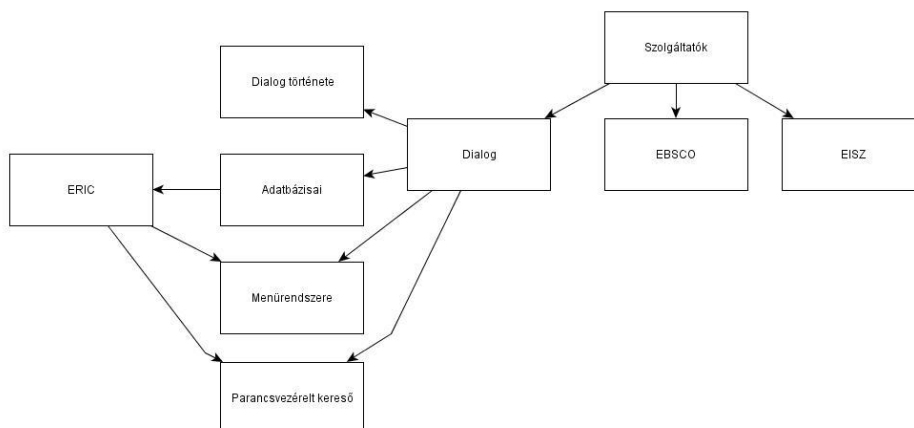 Szolgáltatók
Dialog története
Dialog
EBSCO
EISZ
ERIC
Adatbázisai
Menürendszere
Parancsvezérelt kereső